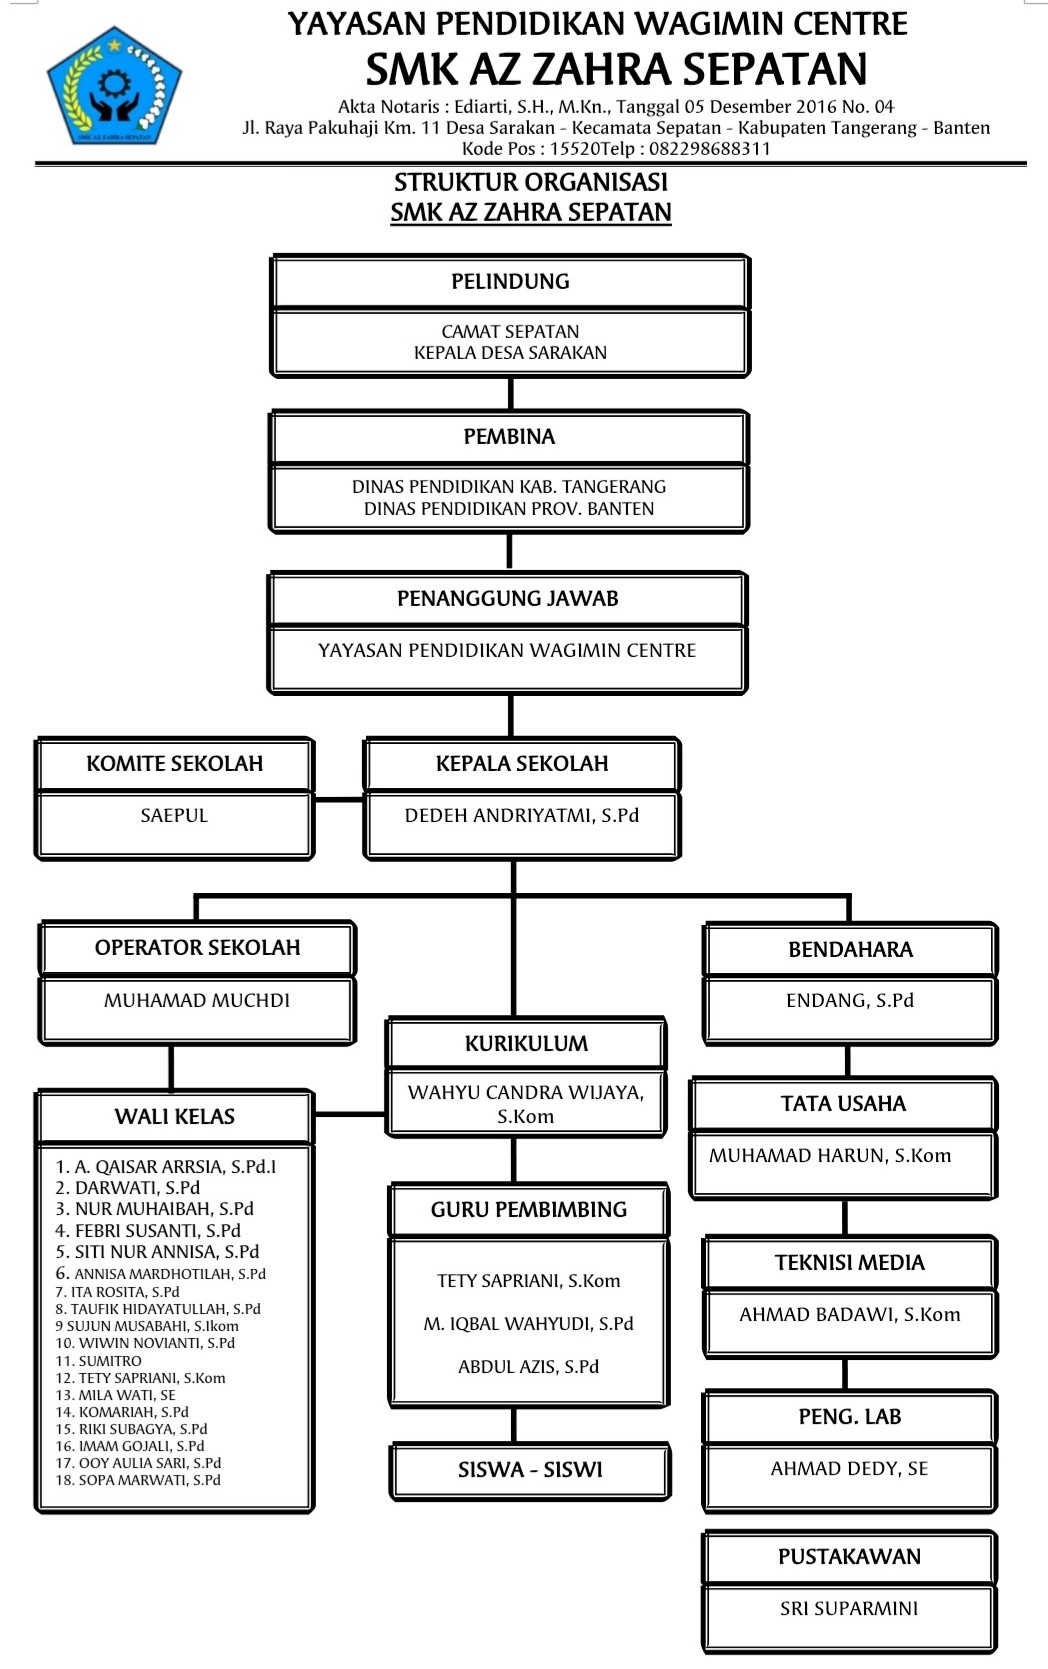 YAYASAN PENDIDIKAN WAGIMIN CENTRE
SMK AZ ZAHRA SEPATAN
Akta Notaris : Ediarti, S.H., M.Kn., Tanggal 05 Desember 2016 No. 04
Jl. Raya Pakuhaji Km. 11 Desa Sarakan - Kecamata Sepatan - Kabupaten Tangerang - Banten
Kode Pos : 15520Telp : 082298688311
SMK AZ ZAHRA SEPATAN
STRUKTUR ORGANISASI
SMK AZ ZAHRA SEPATAN
PELINDUNG
CAMAT SEPATAN
KEPALA DESA SARAKAN
PEMBINA
DINAS PENDIDIKAN KAB. TANGERANG
DINAS PENDIDIKAN PROV. BANTEN
PENANGGUNG JAWAB
YAYASAN PENDIDIKAN WAGIMIN CENTRE
KOMITE SEKOLAH
SAEPUL
KEPALA SEKOLAH
DEDEH ANDRIYATMI, S.Pd
OPERATOR SEKOLAH
MUHAMAD MUCHDI
BENDAHARA
ENDANG, S.Pd
KURIKULUM
WAHYU CANDRA WIJAYA,
S.Kom
WALI KELAS
1. A. QAISAR ARRSIA, S.Pd.I
2. DARWATI, S.Pd
3. NUR MUHAIBAH, S.Pd
4. FEBRI SUSANTI, S.Pd
5. SITI NUR ANNISA, S.Pd
6. ANNISA MARDHOTILAH, S.Pd
7. ITA ROSITA, S.Pd
8. TAUFIK HIDAYATULLAH, S.Pd
9 SUJUN MUSABAHI, S.Ikom
10. WIWIN NOVIANTI, S.Pd
11. SUMITRO
12. TETY SAPRIANI, S.Kom
13. MILA WATI, SE
14. KOMARIAH, S.Pd
15. RIKI SUBAGYA, S.Pd
16. IMAM GOJALI, S.Pd
17. OOY AULIA SARI, S.Pd
18. SOPA MARWATI, S.Pd
GURU PEMBIMBING
TETY SAPRIANI, S.Kom
M. IQBAL WAHYUDI, S.Pd
ABDUL AZIS, S.Pd
SISWA - SISWI
TATA USAHA
MUHAMAD HARUN, S.Kom
TEKNISI MEDIA
AHMAD BADAWI, S.Kom
PENG. LAB
AHMAD DEDY, SE
PUSTAKAWAN
SRI SUPARMINI